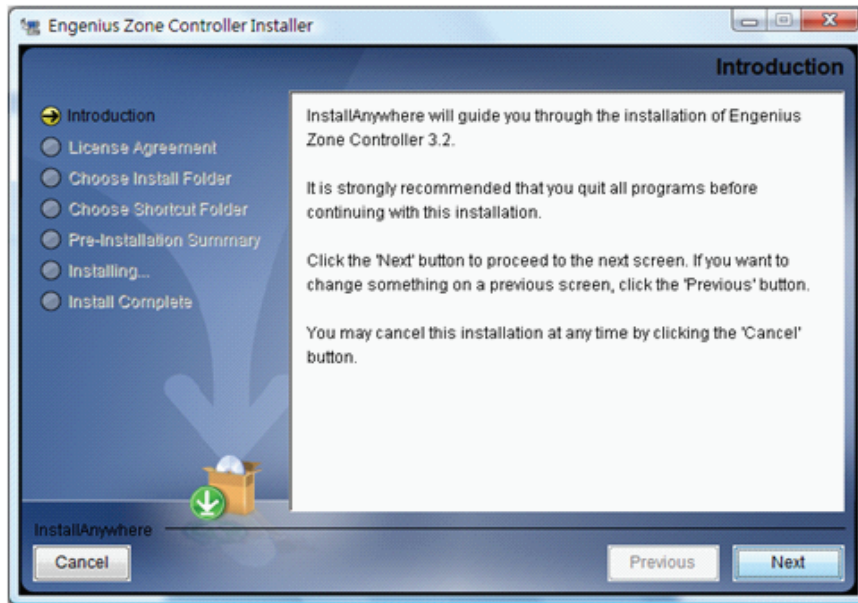 Engenius Zone Controller Installer
Introduction
Introduction
License Agreement
Choose Install Folder
Choose Shortcut Folder
Pre-Installation Summary
Installing...
Install Complete
InstallAnywhere will guide you through the installation of Engenius
Zone Controller 3.2.
It is strongly recommended that you quit all programs before
continuing with this installation.
Click the 'Next' button to proceed to the next screen. If you want to
change something on a previous screen, click the 'Previous' button.
You may cancel this installation at any time by clicking the 'Cancel'
button.
InstallAnywhere
Cancel
Previous
Next